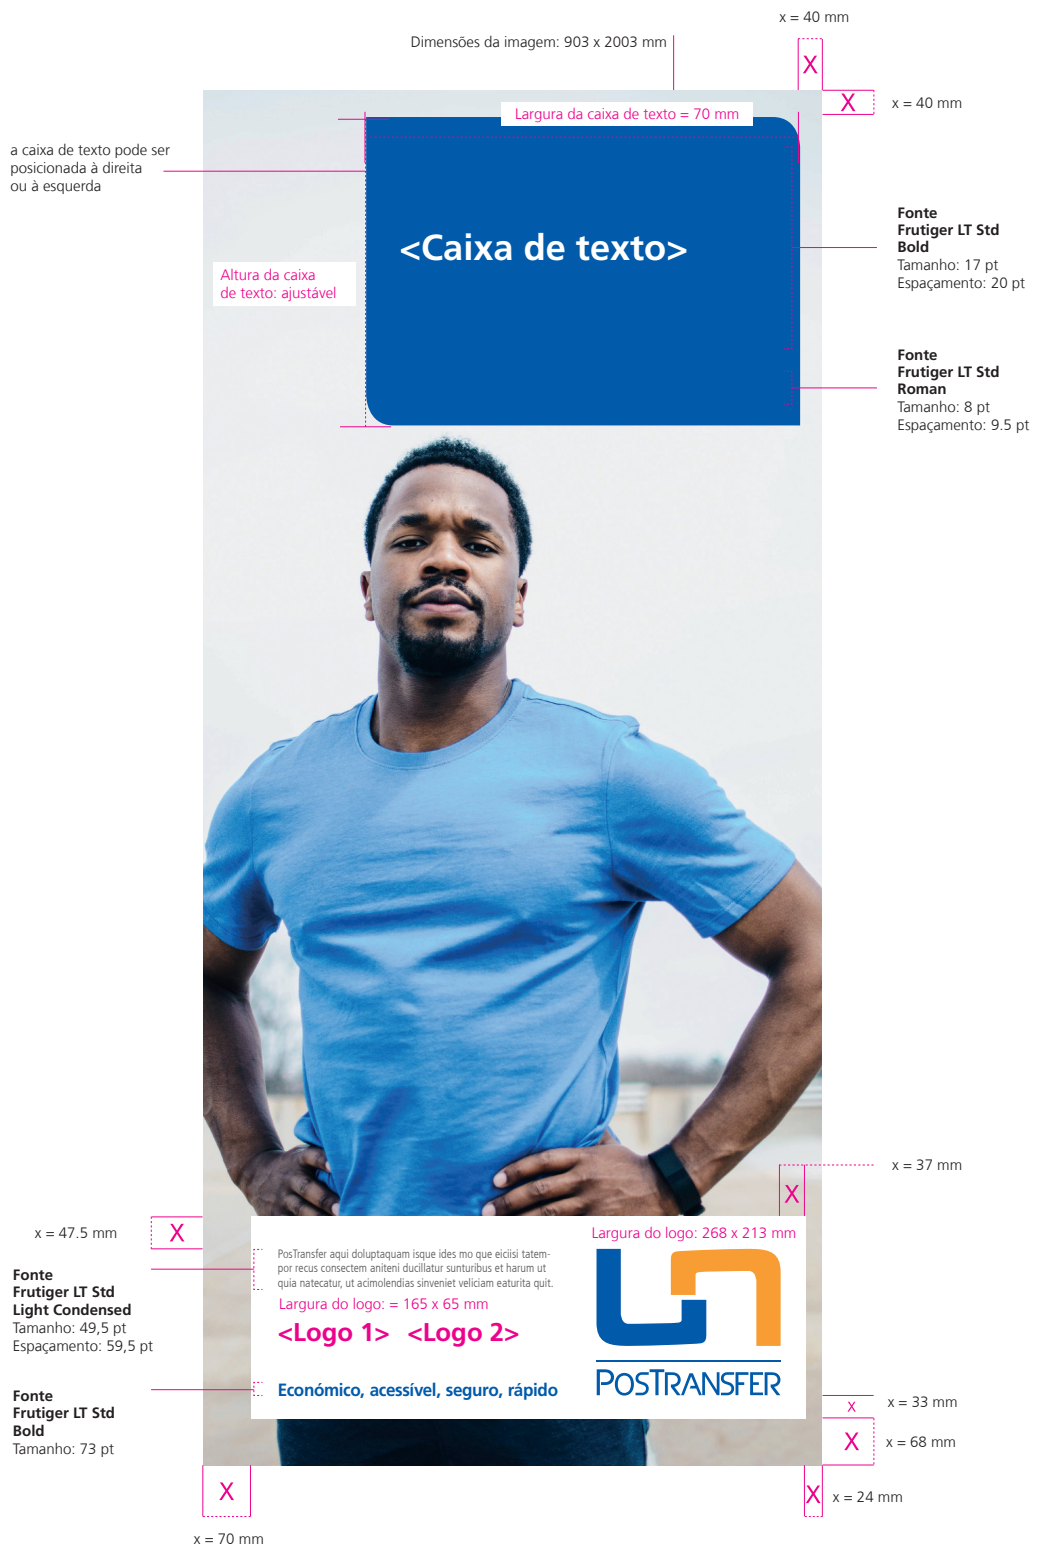 x = 40 mm
Dimensões da imagem: 903 x 2003 mm
X
X
x = 40 mm
Largura da caixa de texto = 70 mm
a caixa de texto pode ser
posicionada à direita
ou à esquerda
<Caixa de texto>
Altura da caixa
de texto: ajustável
Fonte
Frutiger LT Std
Bold
Tamanho: 17 pt
Espaçamento: 20 pt
Fonte
Frutiger LT Std
Roman
Tamanho: 8 pt
Espaçamento: 9.5 pt
x = 37 mm
X
x = 47.5 mm
X
Largura do logo: 268 x 213 mm
PosTransfer aqui doluptaquam isque ides mo que eiciisi tatem-
por recus consectem aniteni ducillatur sunturibus et harum ut
quia natecatur, ut acimolendias sinveniet veliciam eaturita quit.
Fonte
Frutiger LT Std
Light Condensed
Tamanho: 49,5 pt
Espaçamento: 59,5 pt
Largura do logo: = 165 x 65 mm
<Logo 1> <Logo 2>
POSTRANSFER
Económico, acessível, seguro, rápido
Fonte
Frutiger LT Std
Bold
Tamanho: 73 pt
X
x = 33 mm
X
x = 68 mm
X
X
x = 24 mm
x = 70 mm